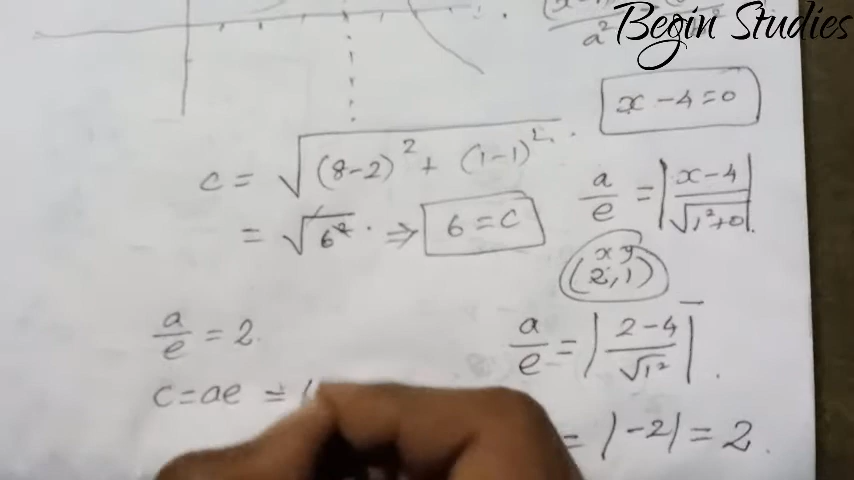 Begin Studies
a²
x - 4 = 0
c = √(8-2)² + (1-1)².
= √6² ⇒ 6 = c
a/e = |x-4/√1²+0|.
x y
(2,1)
a/e = 2.
a/e = |2-4/√1²|.
c = ae =
= |-2| = 2.